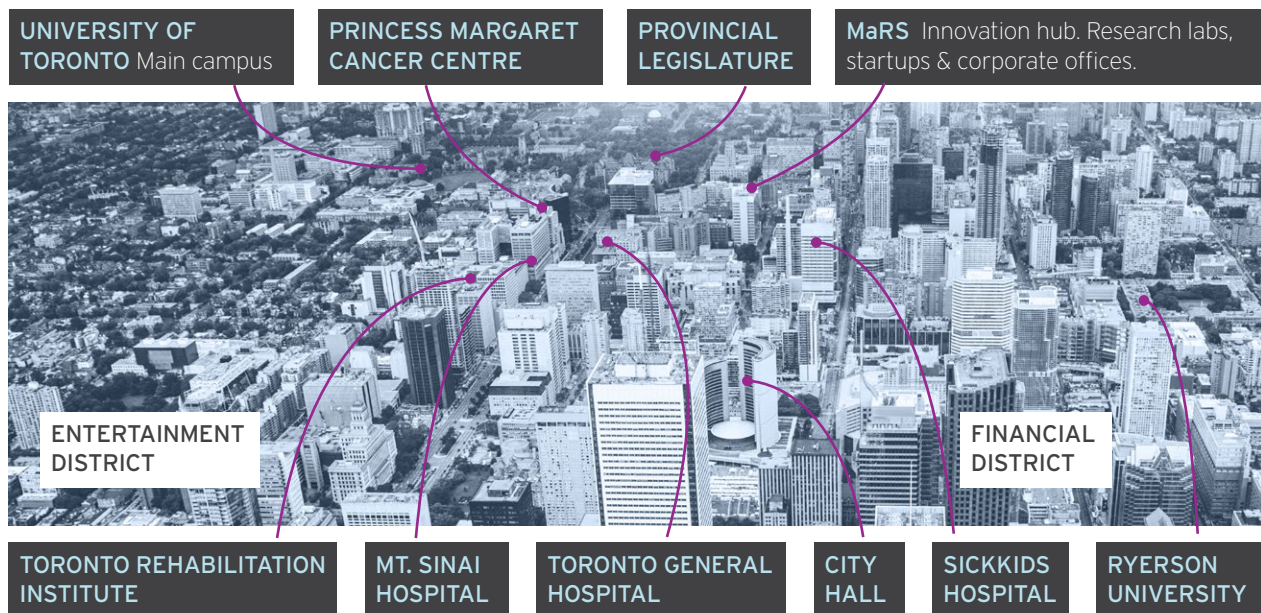 UNIVERSITY OF
TORONTO Main campus
PRINCESS MARGARET
CANCER CENTRE
PROVINCIAL
LEGISLATURE
MaRS Innovation hub. Research labs,
startups & corporate offices.
ENTERTAINMENT
DISTRICT
FINANCIAL
DISTRICT
TORONTO REHABILITATION
INSTITUTE
MT. SINAI
HOSPITAL
TORONTO GENERAL
HOSPITAL
CITY
HALL
SICKKIDS
HOSPITAL
RYERSON
UNIVERSITY